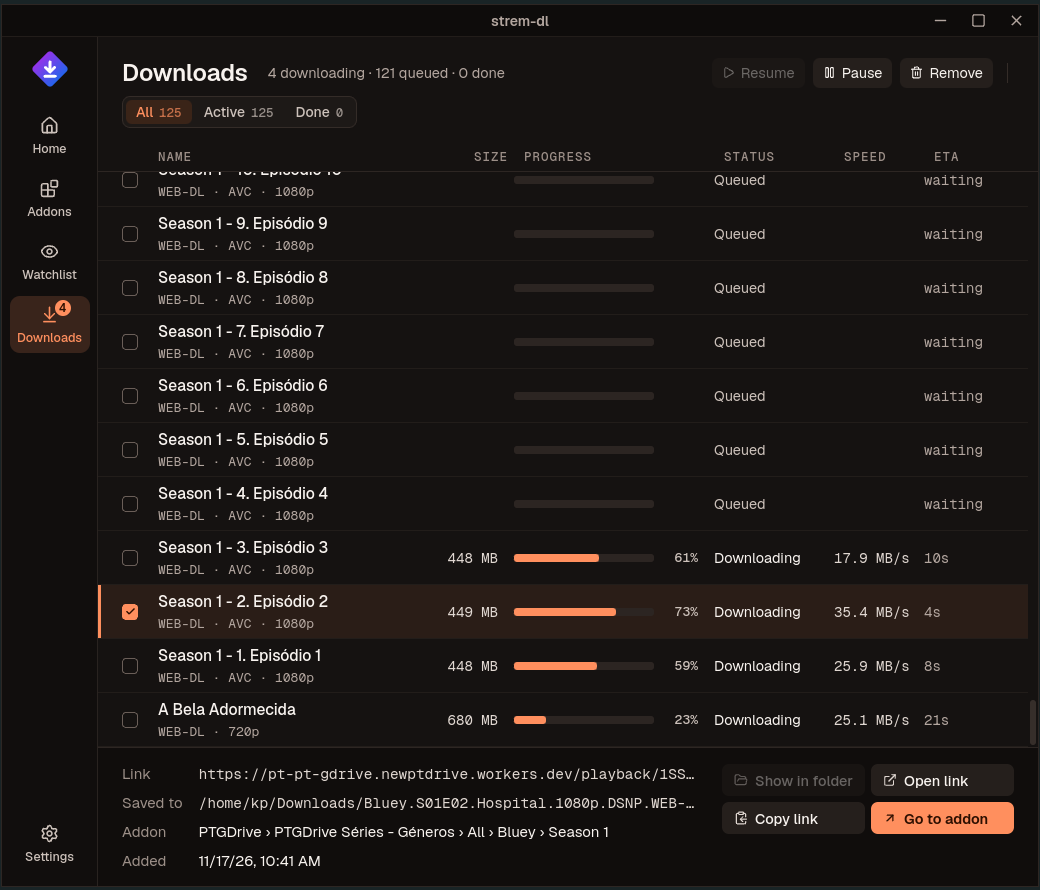 strem-dl
Downloads 4 downloading · 121 queued · 0 done
Resume Pause Remove
All 125 Active 125 Done 0
Home
Addons
Watchlist
4
Downloads
Settings
NAME SIZE PROGRESS STATUS SPEED ETA
Season 1 - 10. Episódio 10
WEB-DL · AVC · 1080p Queued waiting
Season 1 - 9. Episódio 9
WEB-DL · AVC · 1080p Queued waiting
Season 1 - 8. Episódio 8
WEB-DL · AVC · 1080p Queued waiting
Season 1 - 7. Episódio 7
WEB-DL · AVC · 1080p Queued waiting
Season 1 - 6. Episódio 6
WEB-DL · AVC · 1080p Queued waiting
Season 1 - 5. Episódio 5
WEB-DL · AVC · 1080p Queued waiting
Season 1 - 4. Episódio 4
WEB-DL · AVC · 1080p Queued waiting
Season 1 - 3. Episódio 3
WEB-DL · AVC · 1080p 448 MB 61% Downloading 17.9 MB/s 10s
Season 1 - 2. Episódio 2
WEB-DL · AVC · 1080p 449 MB 73% Downloading 35.4 MB/s 4s
Season 1 - 1. Episódio 1
WEB-DL · AVC · 1080p 448 MB 59% Downloading 25.9 MB/s 8s
A Bela Adormecida
WEB-DL · 720p 680 MB 23% Downloading 25.1 MB/s 21s
Link https://pt-pt-gdrive.newptdrive.workers.dev/playback/1SS…
Saved to /home/kp/Downloads/Bluey.S01E02.Hospital.1080p.DSNP.WEB-…
Addon PTGDrive › PTGDrive Séries - Géneros › All › Bluey › Season 1
Added 11/17/26, 10:41 AM
Show in folder Open link
Copy link Go to addon